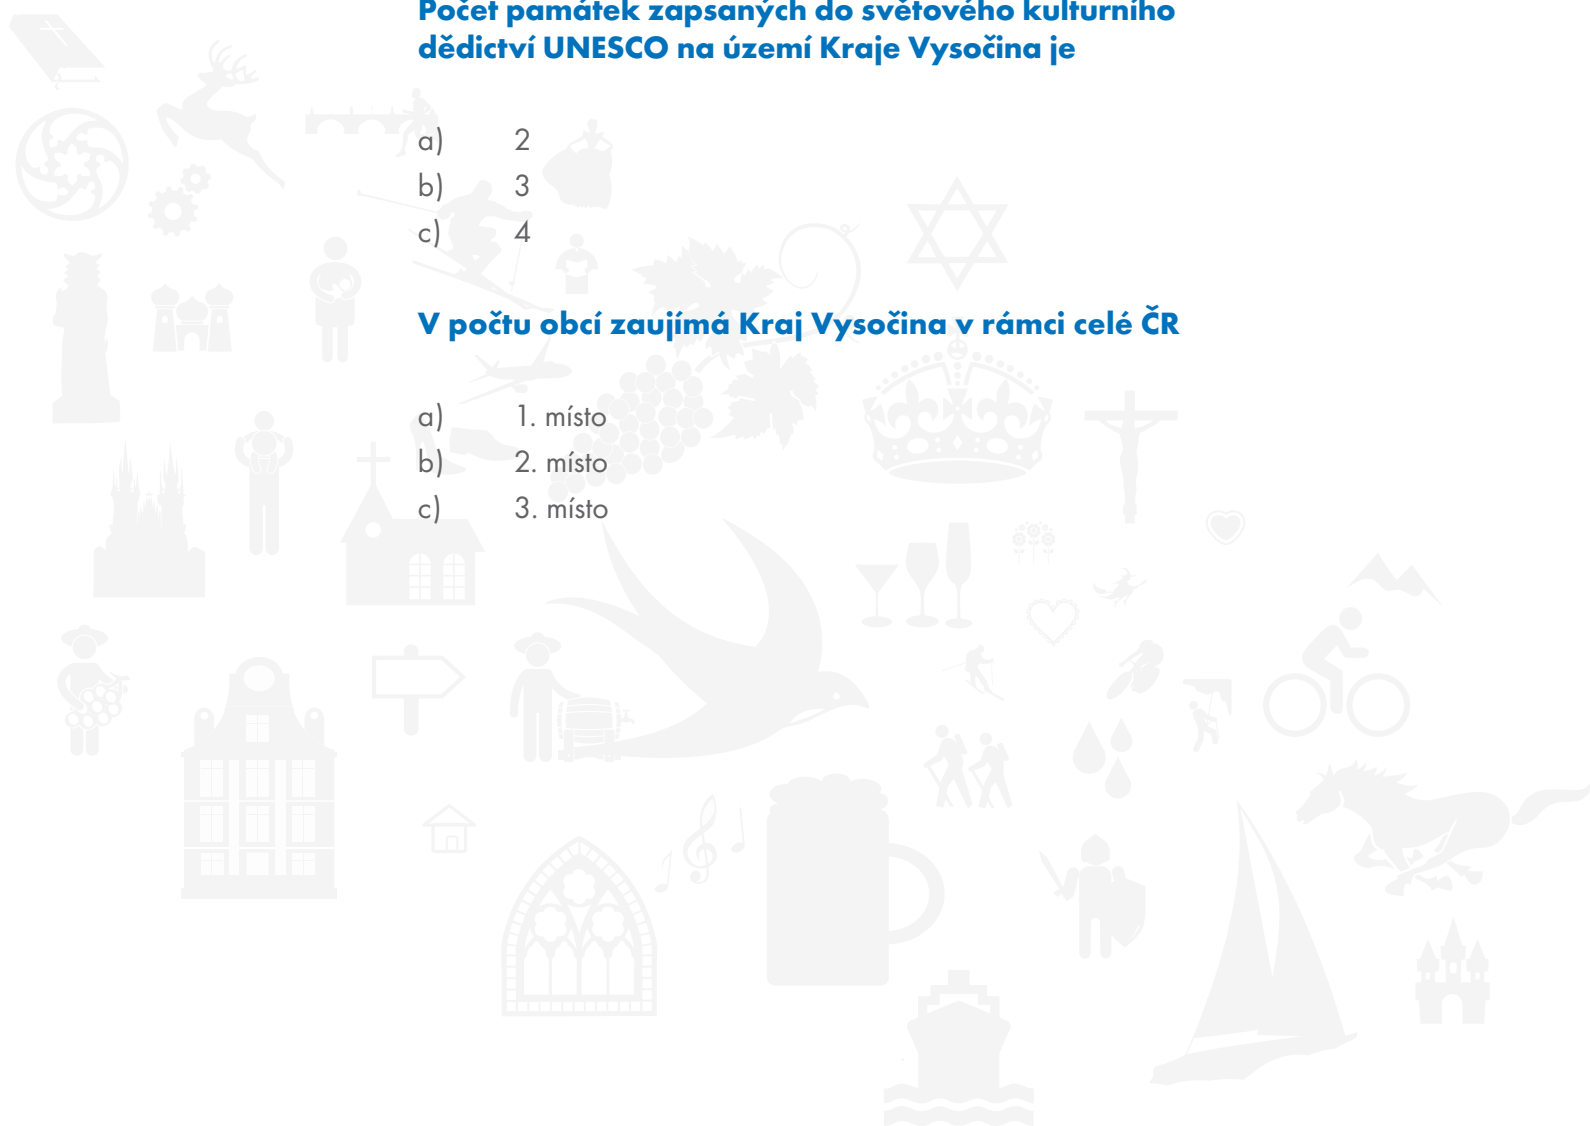 Počet památek zapsaných do světového kulturního
dědictví UNESCO na území Kraje Vysočina je
a) 2
b) 3
c) 4
V počtu obcí zaujímá Kraj Vysočina v rámci celé ČR
a) 1. místo
b) 2. místo
c) 3. místo